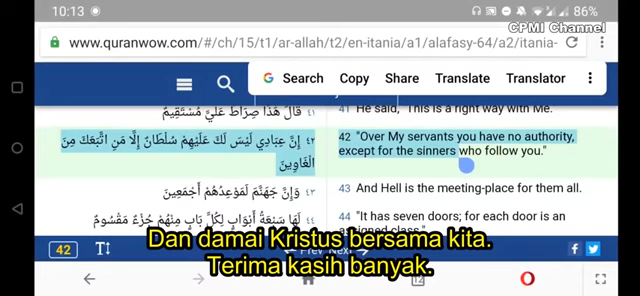 10:13
86%
CPMI Channel
www.quranwow.com/#/ch/15/t1/ar-allah/t2/en-itania/a1/alafasy-64/a2/itania-
Search Copy Share Translate Translator
قَالَ هَٰذَا صِرَاطٌ عَلَيَّ مُسْتَقِيمٌ ٤١
41 He said, "This is a right way with Me.
٤٢ إِنَّ عِبَادِي لَيْسَ لَكَ عَلَيْهِمْ سُلْطَانٌ إِلَّا مَنِ اتَّبَعَكَ مِنَ
الْغَاوِينَ
42 "Over My servants you have no authority,
except for the sinners who follow you."
٤٣ وَإِنَّ جَهَنَّمَ لَمَوْعِدُهُمْ أَجْمَعِينَ
43 And Hell is the meeting-place for them all.
٤٤ لَهَا سَبْعَةُ أَبْوَابٍ لِكُلِّ بَابٍ مِنْهُمْ جُزْءٌ مَقْسُومٌ
44 "It has seven doors; for each door is an
assigned class."
42 T Prev Next
Dan damai Kristus bersama kita.
Terima kasih banyak.